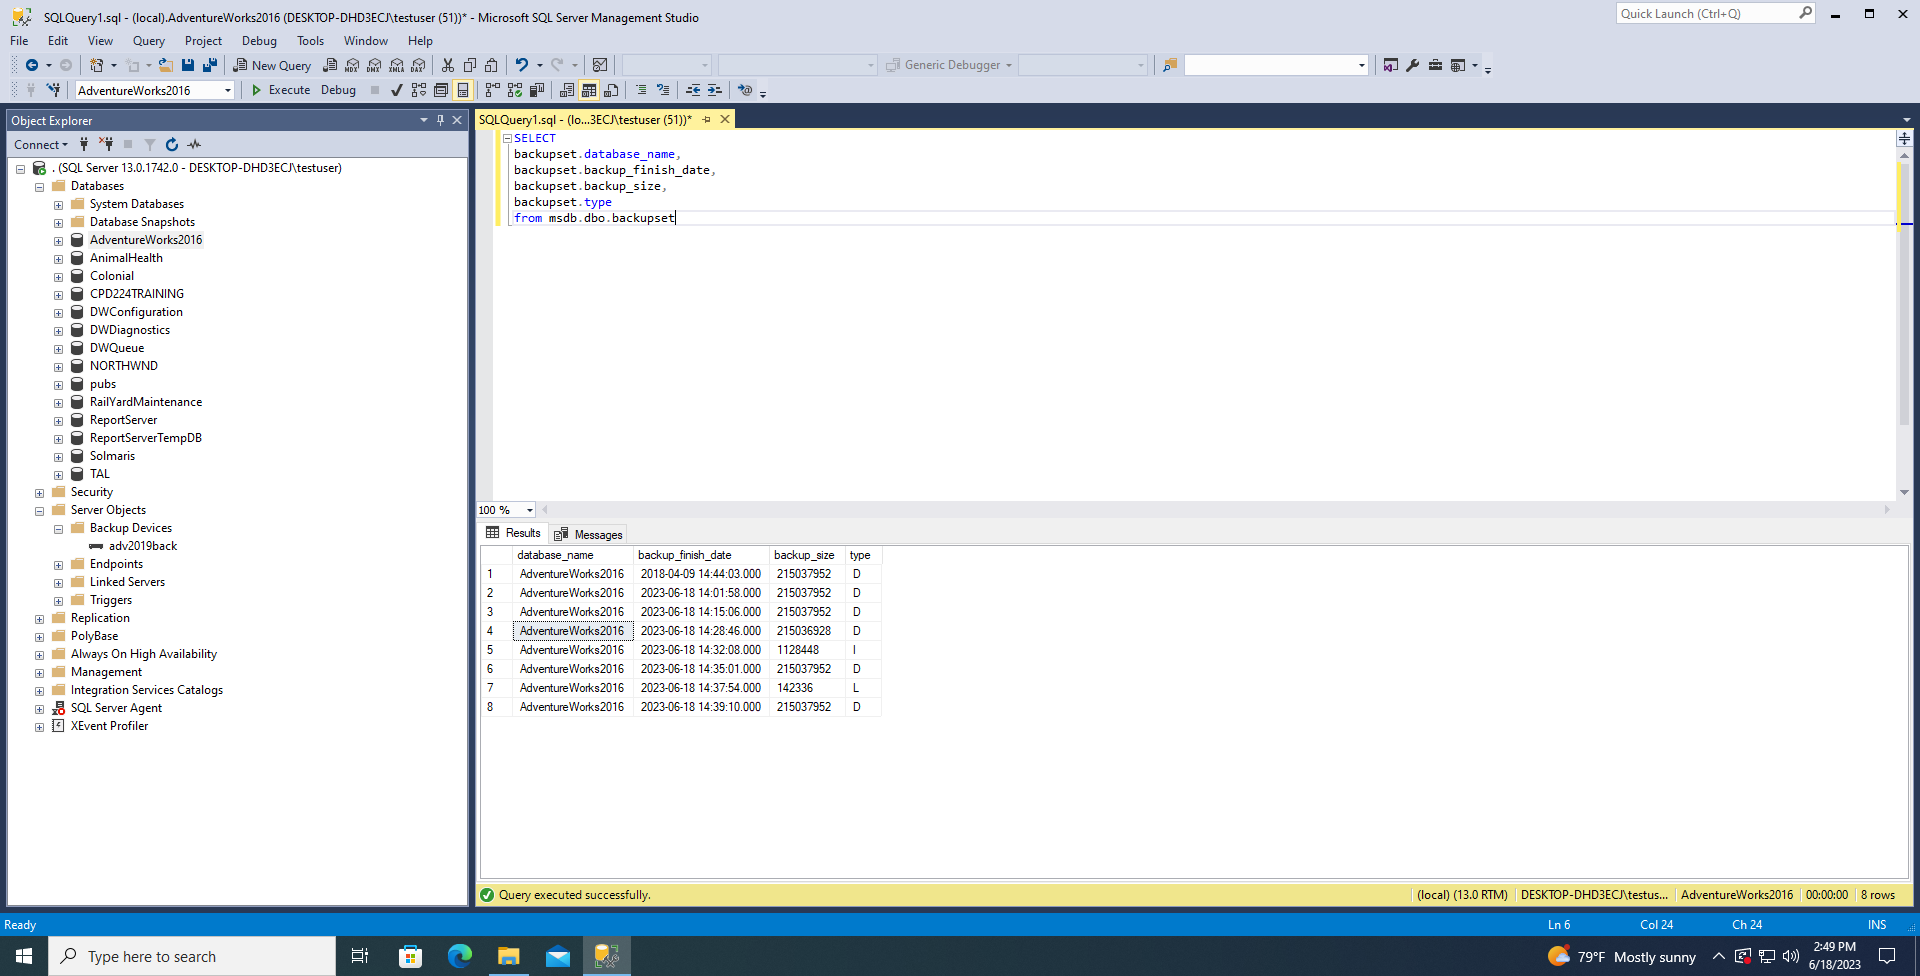 SQLQuery1.sql - (local).AdventureWorks2016 (DESKTOP-DHD3ECJ\testuser (51))* - Microsoft SQL Server Management Studio
Quick Launch (Ctrl+Q)
File Edit View Query Project Debug Tools Window Help
New Query
MDX DMX XMLA DAX
Generic Debugger
AdventureWorks2016
Execute Debug
Object Explorer
Connect
. (SQL Server 13.0.1742.0 - DESKTOP-DHD3ECJ\testuser)
Databases
System Databases
Database Snapshots
AdventureWorks2016
AnimalHealth
Colonial
CPD224TRAINING
DWConfiguration
DWDiagnostics
DWQueue
NORTHWND
pubs
RailYardMaintenance
ReportServer
ReportServerTempDB
Solmaris
TAL
Security
Server Objects
Backup Devices
adv2019back
Endpoints
Linked Servers
Triggers
Replication
PolyBase
Always On High Availability
Management
Integration Services Catalogs
SQL Server Agent
XEvent Profiler
SQLQuery1.sql - (lo...3ECJ\testuser (51))*
SELECT
backupset.database_name,
backupset.backup_finish_date,
backupset.backup_size,
backupset.type
from msdb.dbo.backupset
100 %
Results Messages
database_name backup_finish_date backup_size type
1 AdventureWorks2016 2018-04-09 14:44:03.000 215037952 D
2 AdventureWorks2016 2023-06-18 14:01:58.000 215037952 D
3 AdventureWorks2016 2023-06-18 14:15:06.000 215037952 D
4 AdventureWorks2016 2023-06-18 14:28:46.000 215036928 D
5 AdventureWorks2016 2023-06-18 14:32:08.000 1128448 I
6 AdventureWorks2016 2023-06-18 14:35:01.000 215037952 D
7 AdventureWorks2016 2023-06-18 14:37:54.000 142336 L
8 AdventureWorks2016 2023-06-18 14:39:10.000 215037952 D
Query executed successfully.
(local) (13.0 RTM) DESKTOP-DHD3ECJ\testus... AdventureWorks2016 00:00:00 8 rows
Ready
Ln 6 Col 24 Ch 24 INS
Type here to search
79°F Mostly sunny
2:49 PM
6/18/2023